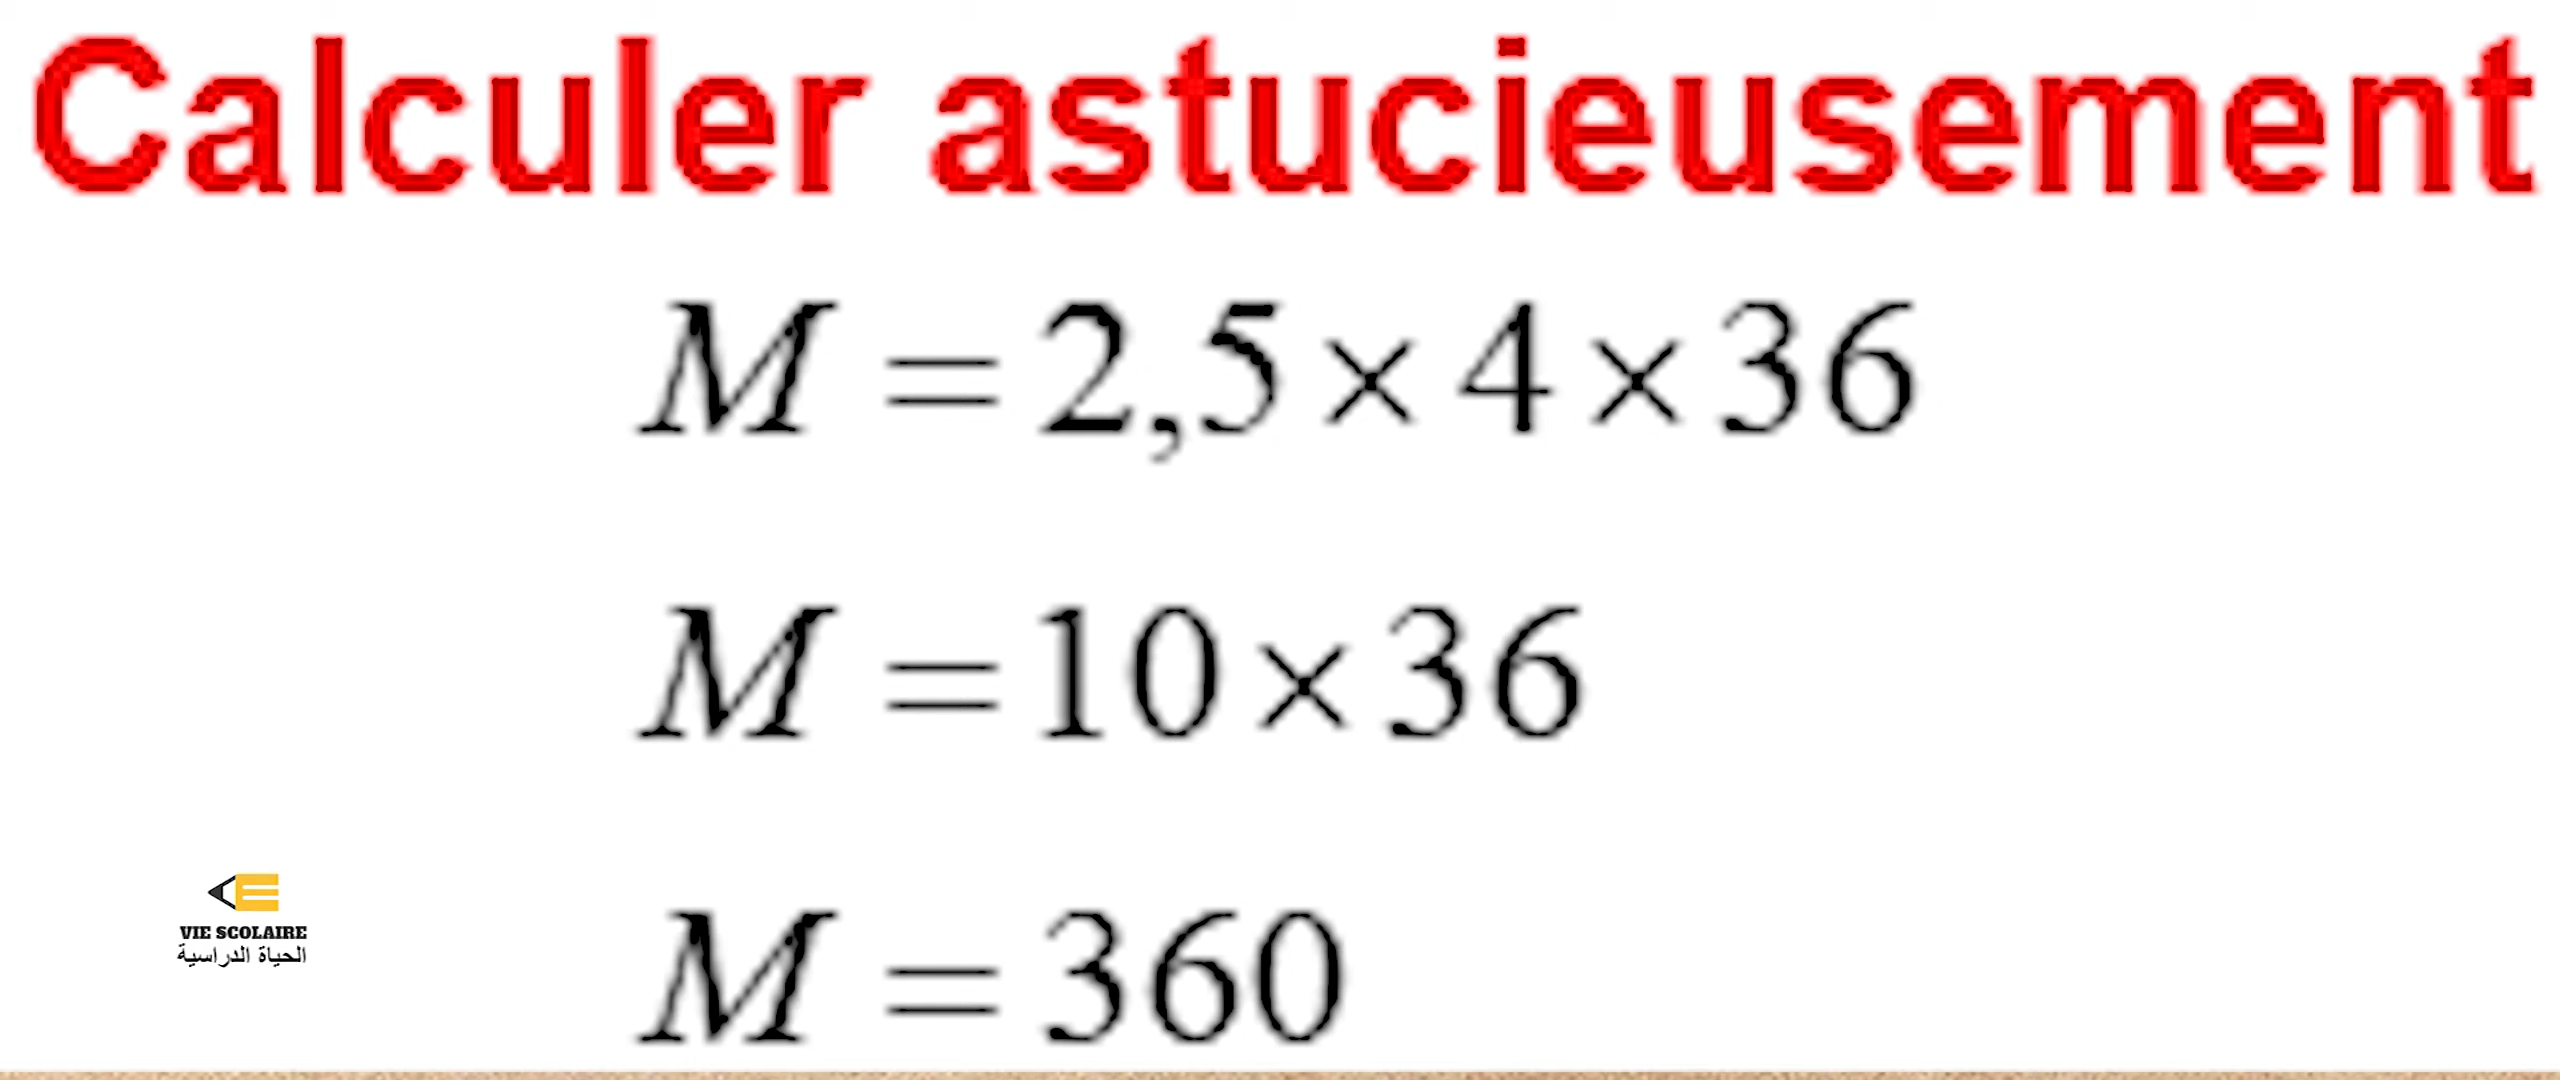 Calculer astucieusement
M = 2,5 × 4 × 36
M = 10 × 36
M = 360
VIE SCOLAIRE
الحياة الدراسية